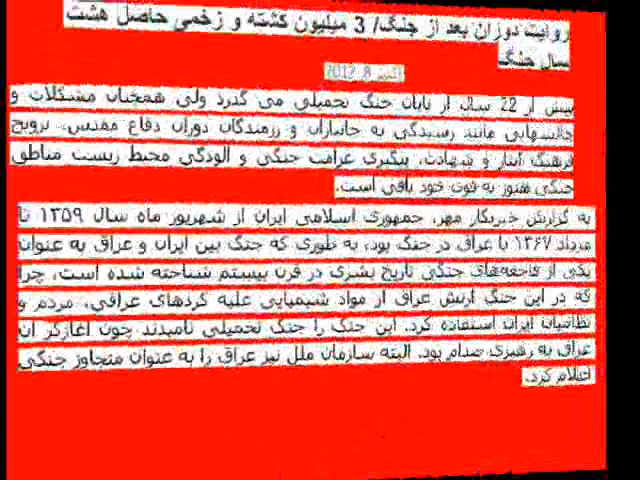 روایت دوران بعد از جنگ/ 3 میلیون کشته و زخمی حاصل هشت
سال جنگ
اکتبر 8, 2012
بیش از 22 سال از پایان جنگ تحمیلی می گذرد ولی همچنان مشکلات و
چالشهایی مانند رسیدگی به جانبازان و رزمندگان دوران دفاع مقدس، ترویج
فرهنگ ایثار و شهادت، پیگیری غرامت جنگی و آلودگی محیط زیست مناطق
جنگی هنوز به قوت خود باقی است.
به گزارش خبرنگار مهر، جمهوری اسلامی ایران از شهریور ماه سال ۱۳۵۹ تا
مرداد ۱۳۶۷ با عراق در جنگ بود، به طوری که جنگ بین ایران و عراق به عنوان
یکی از فاجعه‌های جنگی تاریخ بشری در قرن بیستم شناخته شده است، چرا
که در این جنگ ارتش عراق از مواد شیمیایی علیه کردهای عراقی، مردم و
نظامیان ایران استفاده کرد. این جنگ را جنگ تحمیلی نامیدند چون آغازگر آن
عراق به رهبری صدام بود. البته سازمان ملل نیز عراق را به عنوان متجاوز جنگی
اعلام کرد.